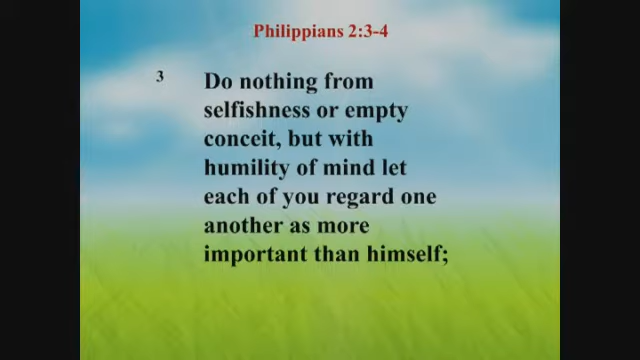 Philippians 2:3-4
3 Do nothing from
selfishness or empty
conceit, but with
humility of mind let
each of you regard one
another as more
important than himself;